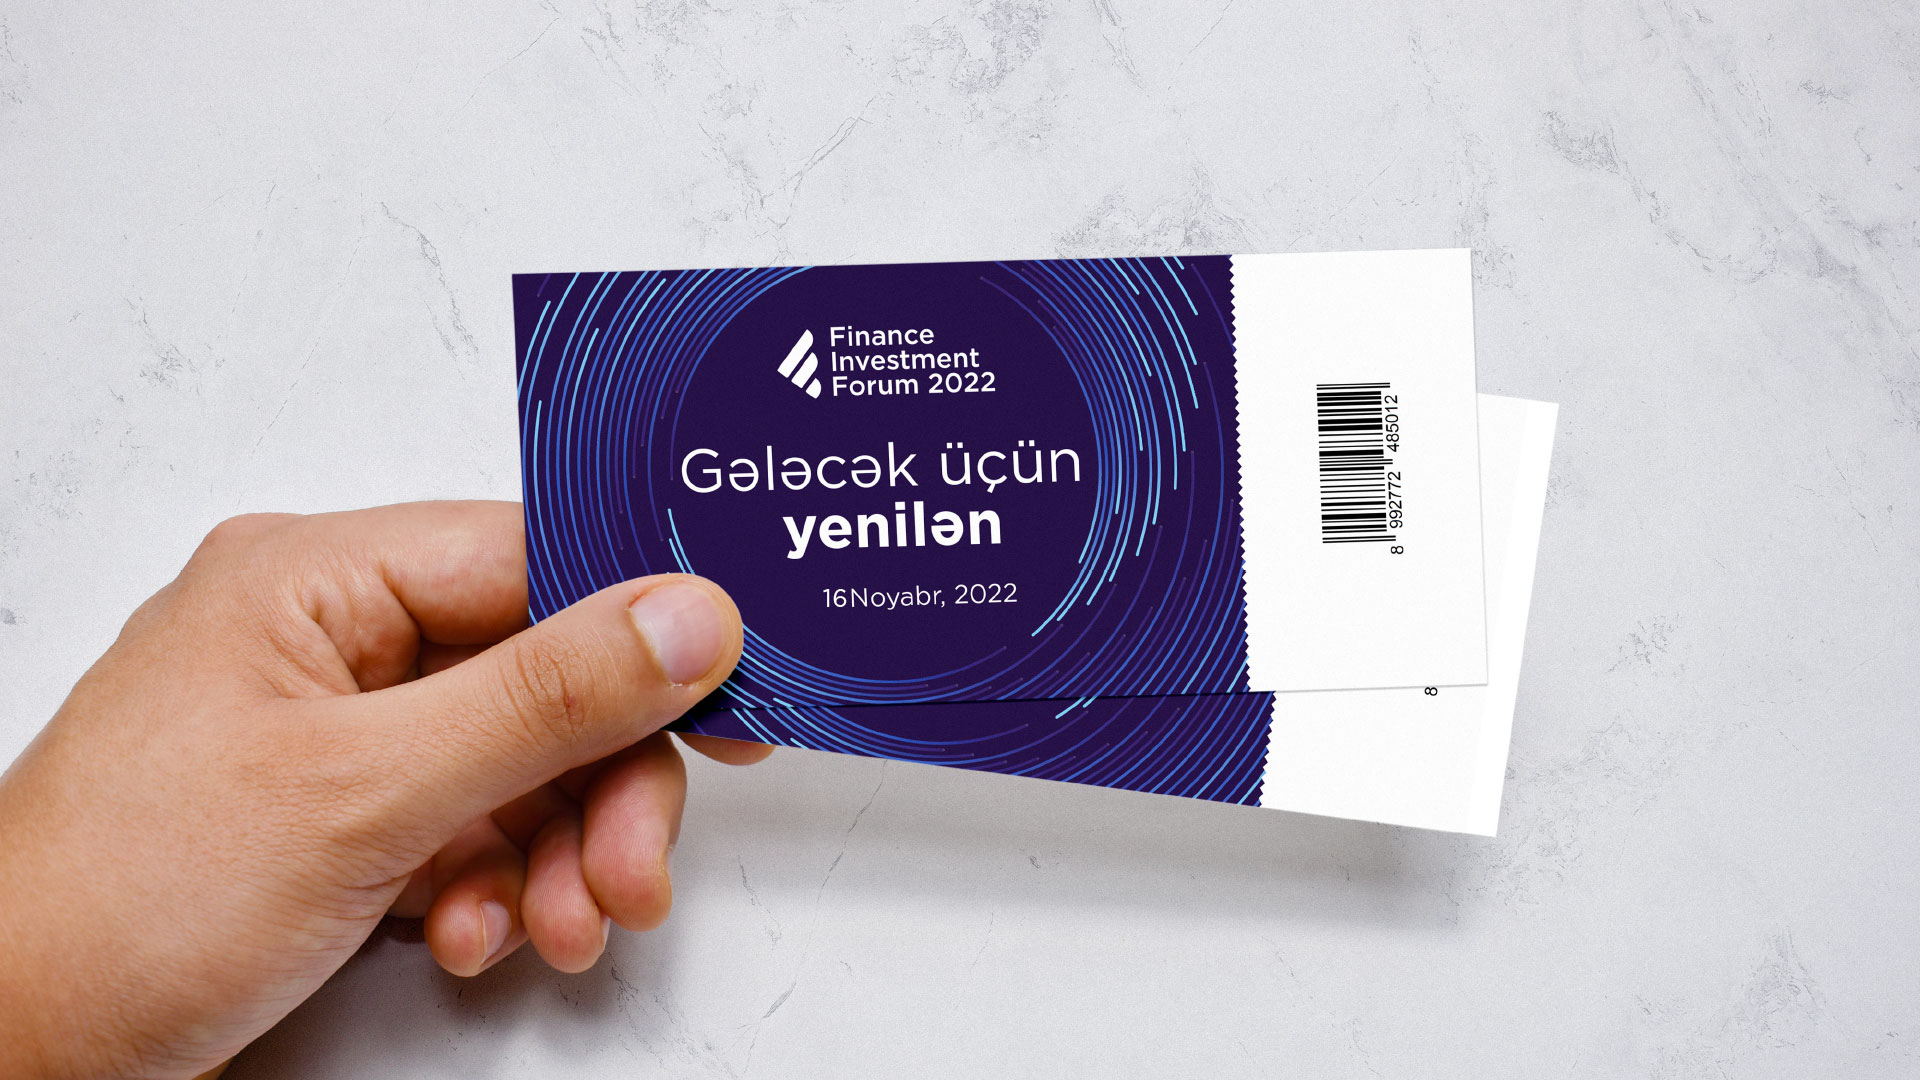 Finance
Investment
Forum 2022
Gələcək üçün
yenilən
16Noyabr, 2022
8 992772 485012
8